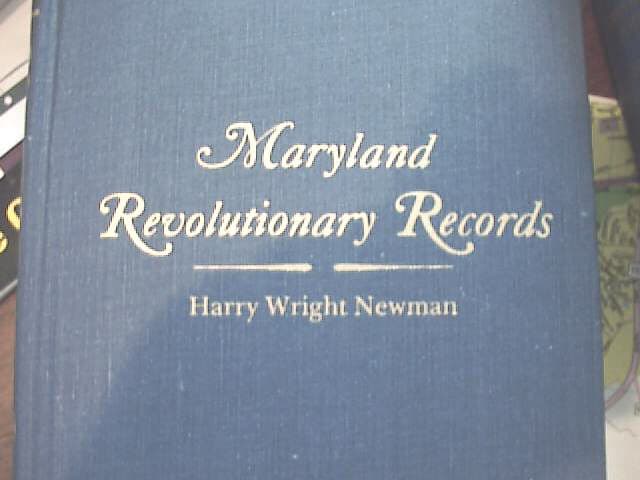 Maryland
Revolutionary Records
Harry Wright Newman